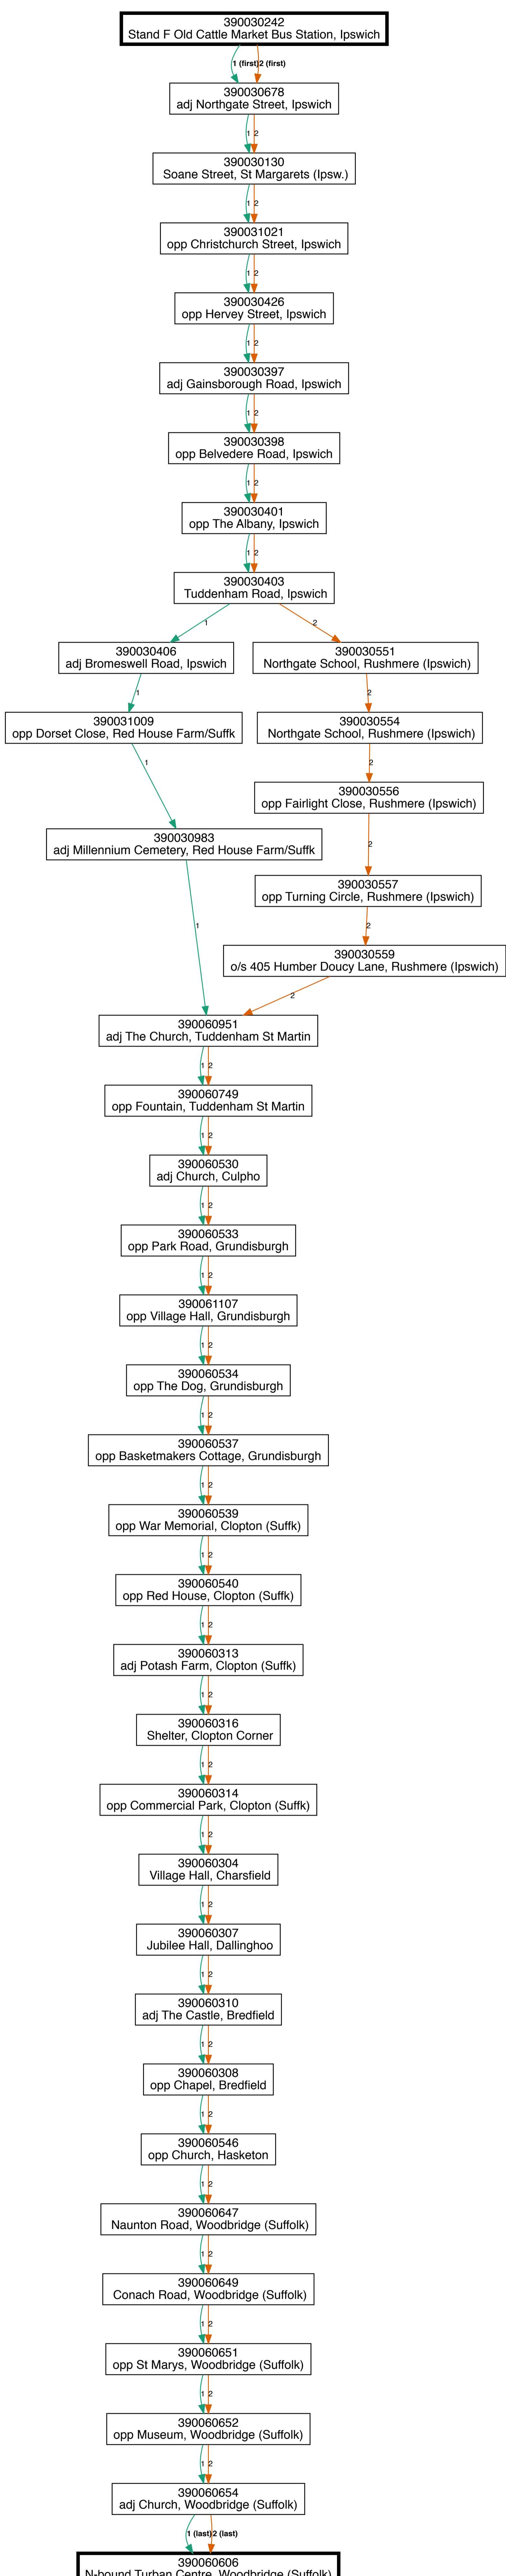 390030242
Stand F Old Cattle Market Bus Station, Ipswich
1 (first) 2 (first)
390030678
adj Northgate Street, Ipswich
1 2
390030130
Soane Street, St Margarets (Ipsw.)
1 2
390031021
opp Christchurch Street, Ipswich
1 2
390030426
opp Hervey Street, Ipswich
1 2
390030397
adj Gainsborough Road, Ipswich
1 2
390030398
opp Belvedere Road, Ipswich
1 2
390030401
opp The Albany, Ipswich
1 2
390030403
Tuddenham Road, Ipswich
1
2
390030406
adj Bromeswell Road, Ipswich
390030551
Northgate School, Rushmere (Ipswich)
1
2
390031009
opp Dorset Close, Red House Farm/Suffk
390030554
Northgate School, Rushmere (Ipswich)
1
2
390030556
opp Fairlight Close, Rushmere (Ipswich)
390030983
adj Millennium Cemetery, Red House Farm/Suffk
2
390030557
opp Turning Circle, Rushmere (Ipswich)
1
2
390030559
o/s 405 Humber Doucy Lane, Rushmere (Ipswich)
2
390060951
adj The Church, Tuddenham St Martin
1 2
390060749
opp Fountain, Tuddenham St Martin
1 2
390060530
adj Church, Culpho
1 2
390060533
opp Park Road, Grundisburgh
1 2
390061107
opp Village Hall, Grundisburgh
1 2
390060534
opp The Dog, Grundisburgh
1 2
390060537
opp Basketmakers Cottage, Grundisburgh
1 2
390060539
opp War Memorial, Clopton (Suffk)
1 2
390060540
opp Red House, Clopton (Suffk)
1 2
390060313
adj Potash Farm, Clopton (Suffk)
1 2
390060316
Shelter, Clopton Corner
1 2
390060314
opp Commercial Park, Clopton (Suffk)
1 2
390060304
Village Hall, Charsfield
1 2
390060307
Jubilee Hall, Dallinghoo
1 2
390060310
adj The Castle, Bredfield
1 2
390060308
opp Chapel, Bredfield
1 2
390060546
opp Church, Hasketon
1 2
390060647
Naunton Road, Woodbridge (Suffolk)
1 2
390060649
Conach Road, Woodbridge (Suffolk)
1 2
390060651
opp St Marys, Woodbridge (Suffolk)
1 2
390060652
opp Museum, Woodbridge (Suffolk)
1 2
390060654
adj Church, Woodbridge (Suffolk)
1 (last) 2 (last)
390060606
N-bound Turban Centre, Woodbridge (Suffolk)